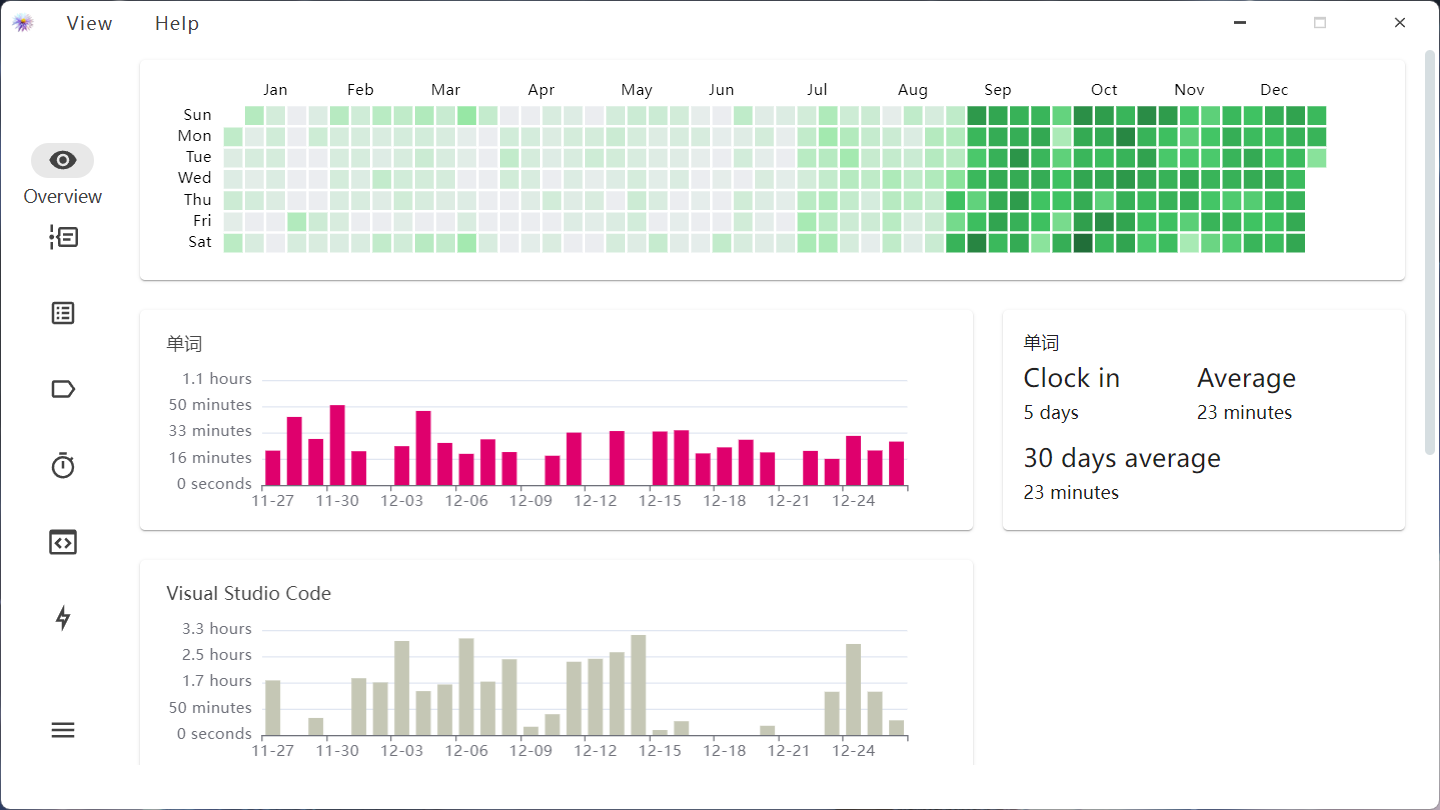 View Help
Jan Feb Mar Apr May Jun Jul Aug Sep Oct Nov Dec
Sun
Mon
Tue
Wed
Thu
Fri
Sat
Overview
单词
1.1 hours
50 minutes
33 minutes
16 minutes
0 seconds
11-27 11-30 12-03 12-06 12-09 12-12 12-15 12-18 12-21 12-24
单词
Clock in Average
5 days 23 minutes
30 days average
23 minutes
Visual Studio Code
3.3 hours
2.5 hours
1.7 hours
50 minutes
0 seconds
11-27 11-30 12-03 12-06 12-09 12-12 12-15 12-18 12-21 12-24